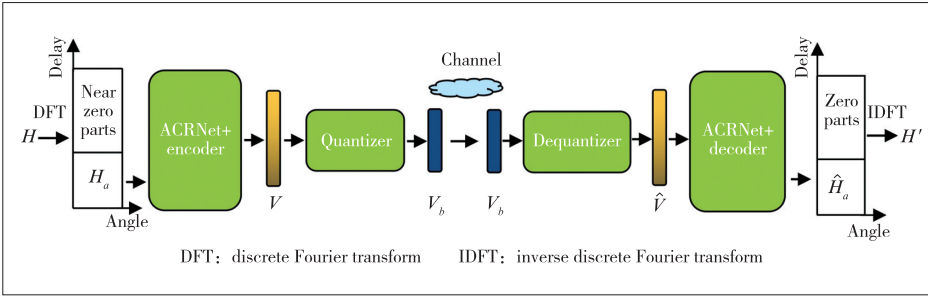 Delay
DFT
H
Near
zero
parts
H_a
Angle
ACRNet+
encoder
V
Quantizer
V_b
Channel
V_b
Dequantizer
V̂
ACRNet+
decoder
Delay
Zero
parts
IDFT
H′
Ĥ_a
Angle
DFT：discrete Fourier transform
IDFT：inverse discrete Fourier transform